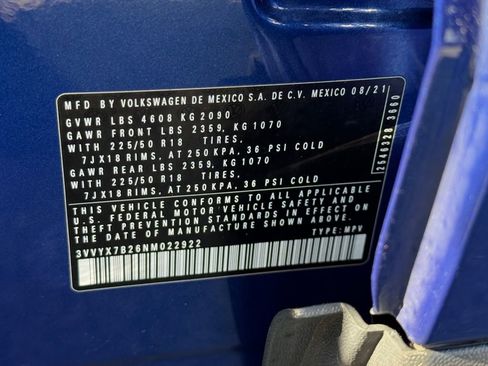 MFD BY VOLKSWAGEN DE MEXICO S.A. DE C.V. MEXICO 08/21
GVWR LBS 4608 KG 2090
GAWR FRONT LBS 2359, KG 1070
WITH 225/50 R18 TIRES,
7JX18 RIMS, AT 250 KPA, 36 PSI COLD
GAWR REAR LBS 2359, KG 1070
WITH 225/50 R18 TIRES,
7JX18 RIMS, AT 250 KPA, 36 PSI COLD
THIS VEHICLE CONFORMS TO ALL APPLICABLE
U.S. FEDERAL MOTOR VEHICLE SAFETY AND
THEFT PREVENTION STANDARDS IN EFFECT ON
THE DATE OF MANUFACTURE SHOWN ABOVE.
3VVYX7B26NM022922 TYPE: MPV
2546328 3660